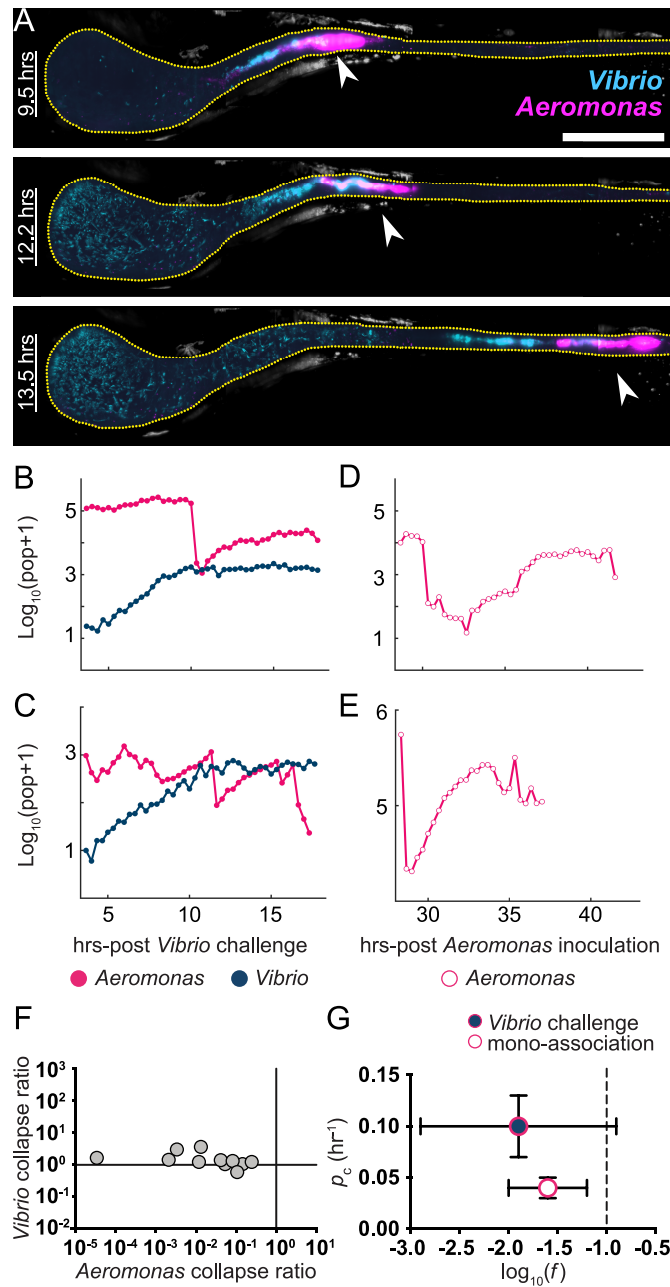 A
9.5 hrs
Vibrio
Aeromonas
12.2 hrs
13.5 hrs
B
Log10(pop+1)
5
3
1
D
5
3
1
C
Log10(pop+1)
3
1
5 10 15
hrs-post Vibrio challenge
Aeromonas Vibrio
E
6
5
30 35 40
hrs-post Aeromonas inoculation
Aeromonas
F
Vibrio collapse ratio
10³
10²
10¹
10⁰
10⁻¹
10⁻²
10⁻⁵ 10⁻⁴ 10⁻³ 10⁻² 10⁻¹ 10⁰ 10¹
Aeromonas collapse ratio
G
Vibrio challenge
mono-association
pc (hr⁻¹)
0.15
0.10
0.05
0.00
-3.0 -2.5 -2.0 -1.5 -1.0 -0.5
log10(f)